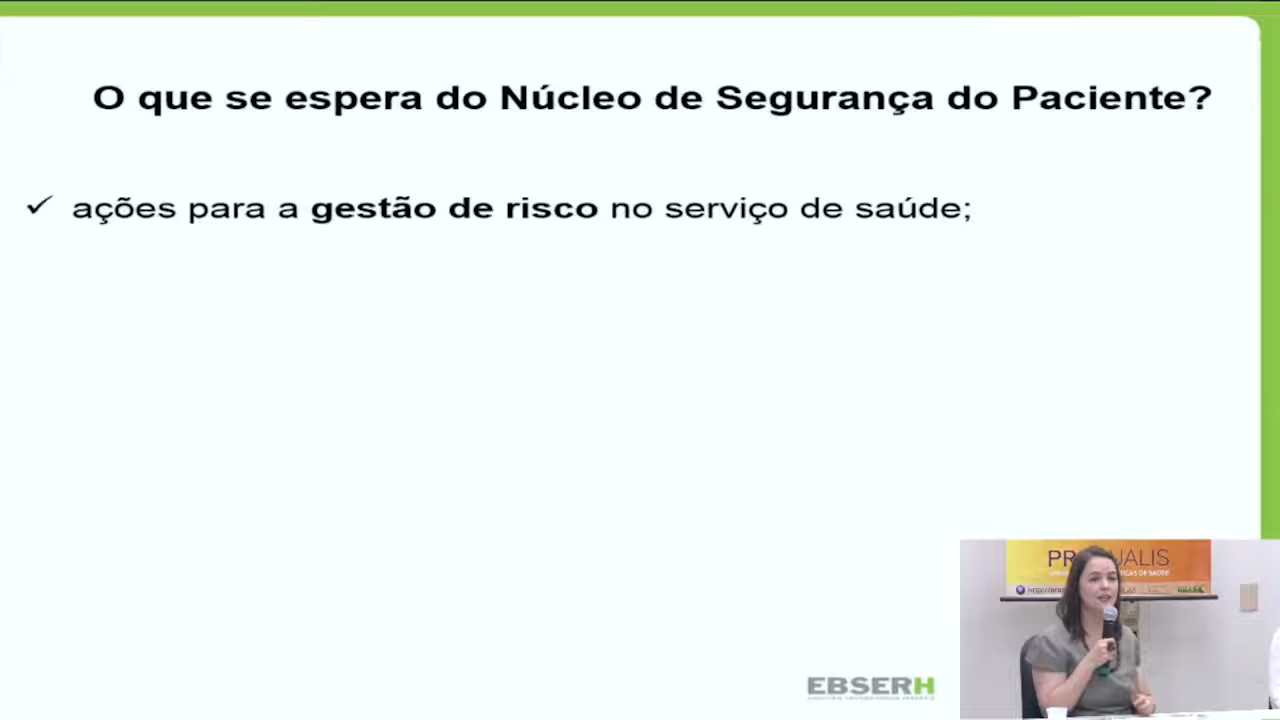 O que se espera do Núcleo de Segurança do Paciente?
✓ ações para a gestão de risco no serviço de saúde;
EBSERH